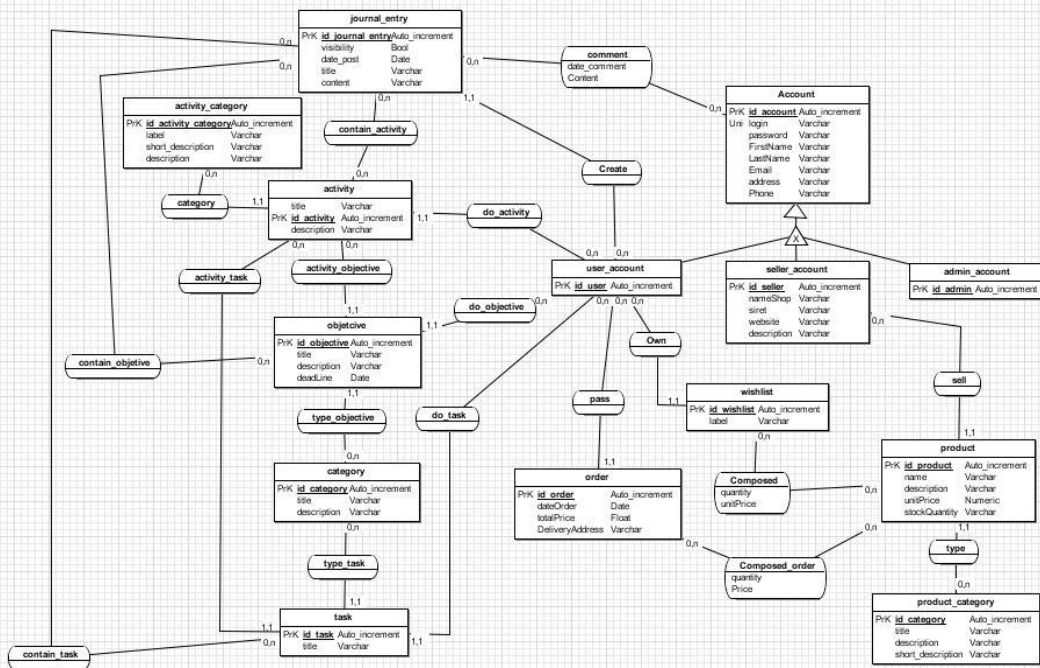 journal_entry
PrK id_journal_entry Auto_increment
visibility Bool
date_post Date
title Varchar
content Varchar
0,n
0,n
0,n
0,n
1,1
comment
date_comment
Content
0,n
Account
PrK id_account Auto_increment
Uni login Varchar
password Varchar
FirstName Varchar
LastName Varchar
Email Varchar
address Varchar
Phone Varchar
activity_category
PrK id_activity_category Auto_increment
label Varchar
short_description Varchar
description Varchar
0,n
contain_activity
0,n
Create
category
1,1
activity
title Varchar
PrK id_activity Auto_increment
description Varchar
1,1
do_activity
0,n
0,n
0,n
0,n
X
activity_task
activity_objective
user_account
PrK id_user Auto_increment
seller_account
PrK id_seller Auto_increment
nameShop Varchar
siret Varchar
website Varchar
description Varchar
0,n
admin_account
PrK id_admin Auto_increment
1,1
do_objective
0,n
0,n
0,n
0,n
1,1
objetcive
PrK id_objective Auto_increment
title Varchar
description Varchar
deadLine Date
contain_objetive
0,n
1,1
Own
sell
pass
1,1
wishlist
PrK id_wishlist Auto_increment
label Varchar
0,n
type_objective
do_task
0,n
1,1
1,1
category
PrK id_category Auto_increment
title Varchar
description Varchar
0,n
order
PrK id_order Auto_increment
dateOrder Date
totalPrice Float
DeliveryAddress Varchar
0,n
Composed
quantity
unitPrice
0,n
product
PrK id_product Auto_increment
name Varchar
description Varchar
unitPrice Numeric
stockQuantity Varchar
0,n
1,1
type
type_task
Composed_order
quantity
Price
0,n
1,1
product_category
PrK id_category Auto_increment
title Varchar
description Varchar
short_description Varchar
task
PrK id_task Auto_increment
title Varchar
1,1
0,n
1,1
contain_task